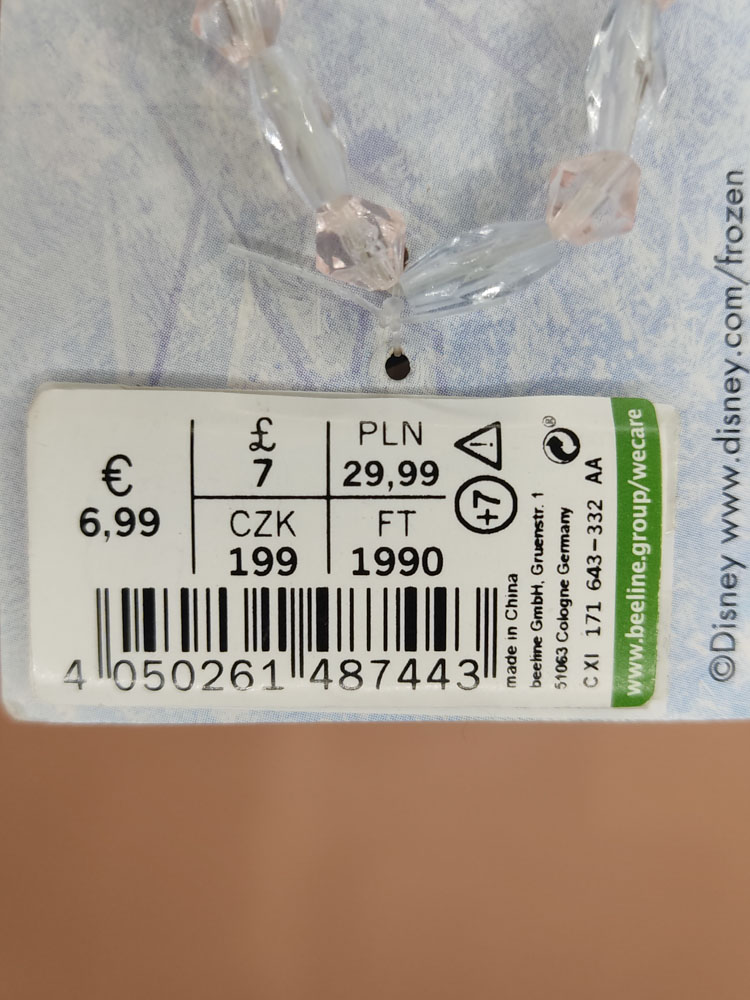 €
6,99
£
7
PLN
29,99
CZK
199
FT
1990
+7
4 050261 487443
made in China
beeline GmbH, Gruenstr. 1
51063 Cologne Germany
C XI 171 643-332 AA
www.beeline.group/wecare
©Disney www.disney.com/frozen